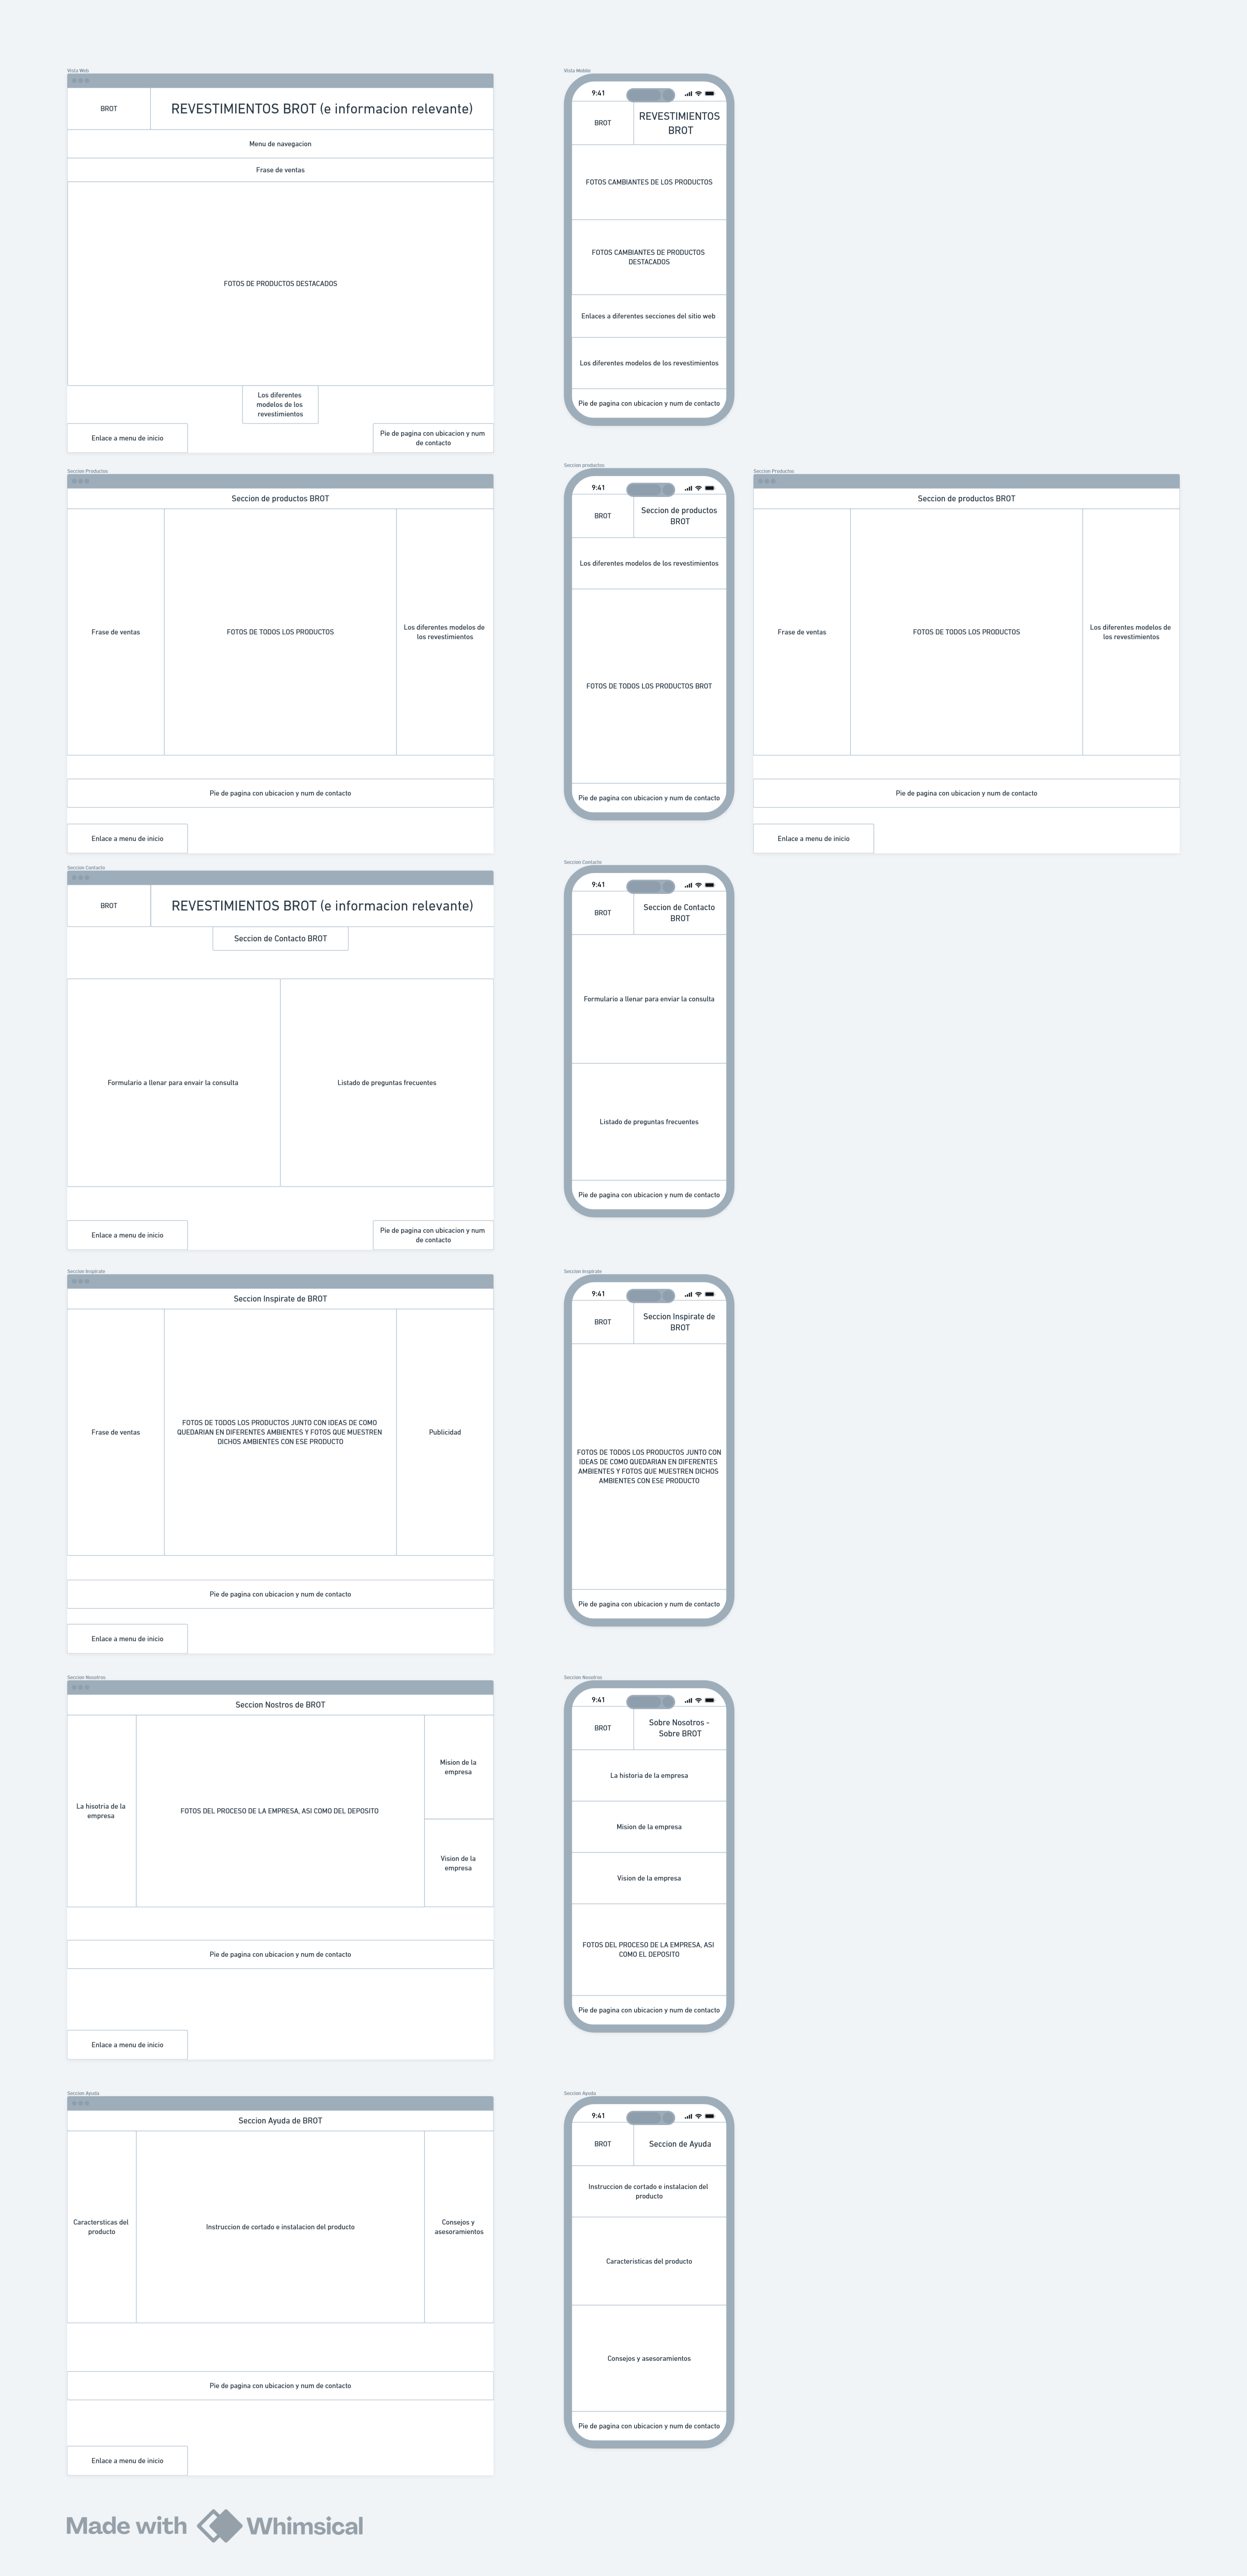 Vista Web
BROT
REVESTIMIENTOS BROT (e informacion relevante)
Menu de navegacion
Frase de ventas
FOTOS DE PRODUCTOS DESTACADOS
Los diferentes
modelos de los
revestimientos
Enlace a menu de inicio
Pie de pagina con ubicacion y num
de contacto
Vista Mobile
9:41
BROT
REVESTIMIENTOS
BROT
FOTOS CAMBIANTES DE LOS PRODUCTOS
FOTOS CAMBIANTES DE PRODUCTOS
DESTACADOS
Enlaces a diferentes secciones del sitio web
Los diferentes modelos de los revestimientos
Pie de pagina con ubicacion y num de contacto
Seccion Productos
Seccion de productos BROT
Frase de ventas
FOTOS DE TODOS LOS PRODUCTOS
Los diferentes modelos de
los revestimientos
Pie de pagina con ubicacion y num de contacto
Enlace a menu de inicio
Seccion productos
9:41
BROT
Seccion de productos
BROT
Los diferentes modelos de los revestimientos
FOTOS DE TODOS LOS PRODUCTOS BROT
Pie de pagina con ubicacion y num de contacto
Seccion Productos
Seccion de productos BROT
Frase de ventas
FOTOS DE TODOS LOS PRODUCTOS
Los diferentes modelos de
los revestimientos
Pie de pagina con ubicacion y num de contacto
Enlace a menu de inicio
Seccion Contacto
BROT
REVESTIMIENTOS BROT (e informacion relevante)
Seccion de Contacto BROT
Formulario a llenar para envair la consulta
Listado de preguntas frecuentes
Enlace a menu de inicio
Pie de pagina con ubicacion y num
de contacto
Seccion Contacto
9:41
BROT
Seccion de Contacto
BROT
Formulario a llenar para enviar la consulta
Listado de preguntas frecuentes
Pie de pagina con ubicacion y num de contacto
Seccion Inspirate
Seccion Inspirate de BROT
Frase de ventas
FOTOS DE TODOS LOS PRODUCTOS JUNTO CON IDEAS DE COMO
QUEDARIAN EN DIFERENTES AMBIENTES Y FOTOS QUE MUESTREN
DICHOS AMBIENTES CON ESE PRODUCTO
Publicidad
Pie de pagina con ubicacion y num de contacto
Enlace a menu de inicio
Seccion Inspirate
9:41
BROT
Seccion Inspirate de
BROT
FOTOS DE TODOS LOS PRODUCTOS JUNTO CON
IDEAS DE COMO QUEDARIAN EN DIFERENTES
AMBIENTES Y FOTOS QUE MUESTREN DICHOS
AMBIENTES CON ESE PRODUCTO
Pie de pagina con ubicacion y num de contacto
Seccion Nosotros
Seccion Nostros de BROT
La hisotria de la
empresa
FOTOS DEL PROCESO DE LA EMPRESA, ASI COMO DEL DEPOSITO
Mision de la
empresa
Vision de la
empresa
Pie de pagina con ubicacion y num de contacto
Enlace a menu de inicio
Seccion Nosotros
9:41
BROT
Sobre Nosotros -
Sobre BROT
La historia de la empresa
Mision de la empresa
Vision de la empresa
FOTOS DEL PROCESO DE LA EMPRESA, ASI
COMO EL DEPOSITO
Pie de pagina con ubicacion y num de contacto
Seccion Ayuda
Seccion Ayuda de BROT
Caractersticas del
producto
Instruccion de cortado e instalacion del producto
Consejos y
asesoramientos
Pie de pagina con ubicacion y num de contacto
Enlace a menu de inicio
Seccion Ayuda
9:41
BROT
Seccion de Ayuda
Instruccion de cortado e instalacion del
producto
Caracteristicas del producto
Consejos y asesoramientos
Pie de pagina con ubicacion y num de contacto
Made with Whimsical